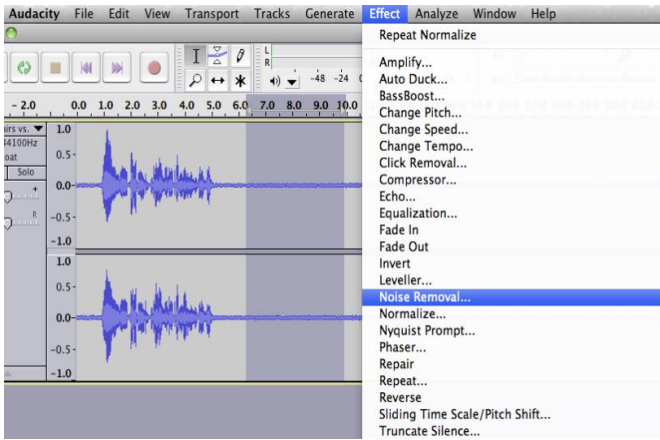 Audacity File Edit View Transport Tracks Generate Effect Analyze Window Help
Repeat Normalize
Amplify...
Auto Duck...
BassBoost...
Change Pitch...
Change Speed...
Change Tempo...
Click Removal...
Compressor...
Echo...
Equalization...
Fade In
Fade Out
Invert
Leveller...
Noise Removal...
Normalize...
Nyquist Prompt...
Phaser...
Repair
Repeat...
Reverse
Sliding Time Scale/Pitch Shift...
Truncate Silence...
L
R
-48 -24
- 2.0 0.0 1.0 2.0 3.0 4.0 5.0 6.0 7.0 8.0 9.0 10.0
airs vs.
44100Hz
oat
Solo
+
R
1.0
0.5-
0.0-
-0.5-
-1.0
1.0
0.5-
0.0-
-0.5-
-1.0